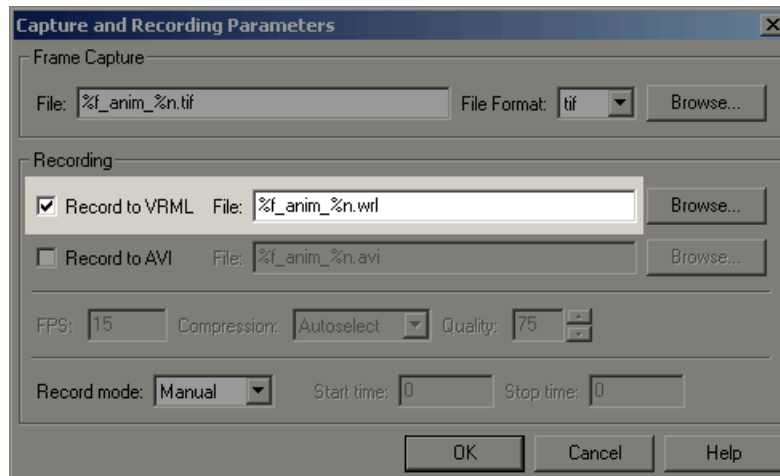 Capture and Recording Parameters
Frame Capture
File: %f_anim_%n.tif File Format: tif Browse...
Recording
Record to VRML File: %f_anim_%n.wrl Browse...
Record to AVI File: %f_anim_%n.avi Browse...
FPS: 15 Compression: Autoselect Quality: 75
Record mode: Manual Start time: 0 Stop time: 0
OK Cancel Help